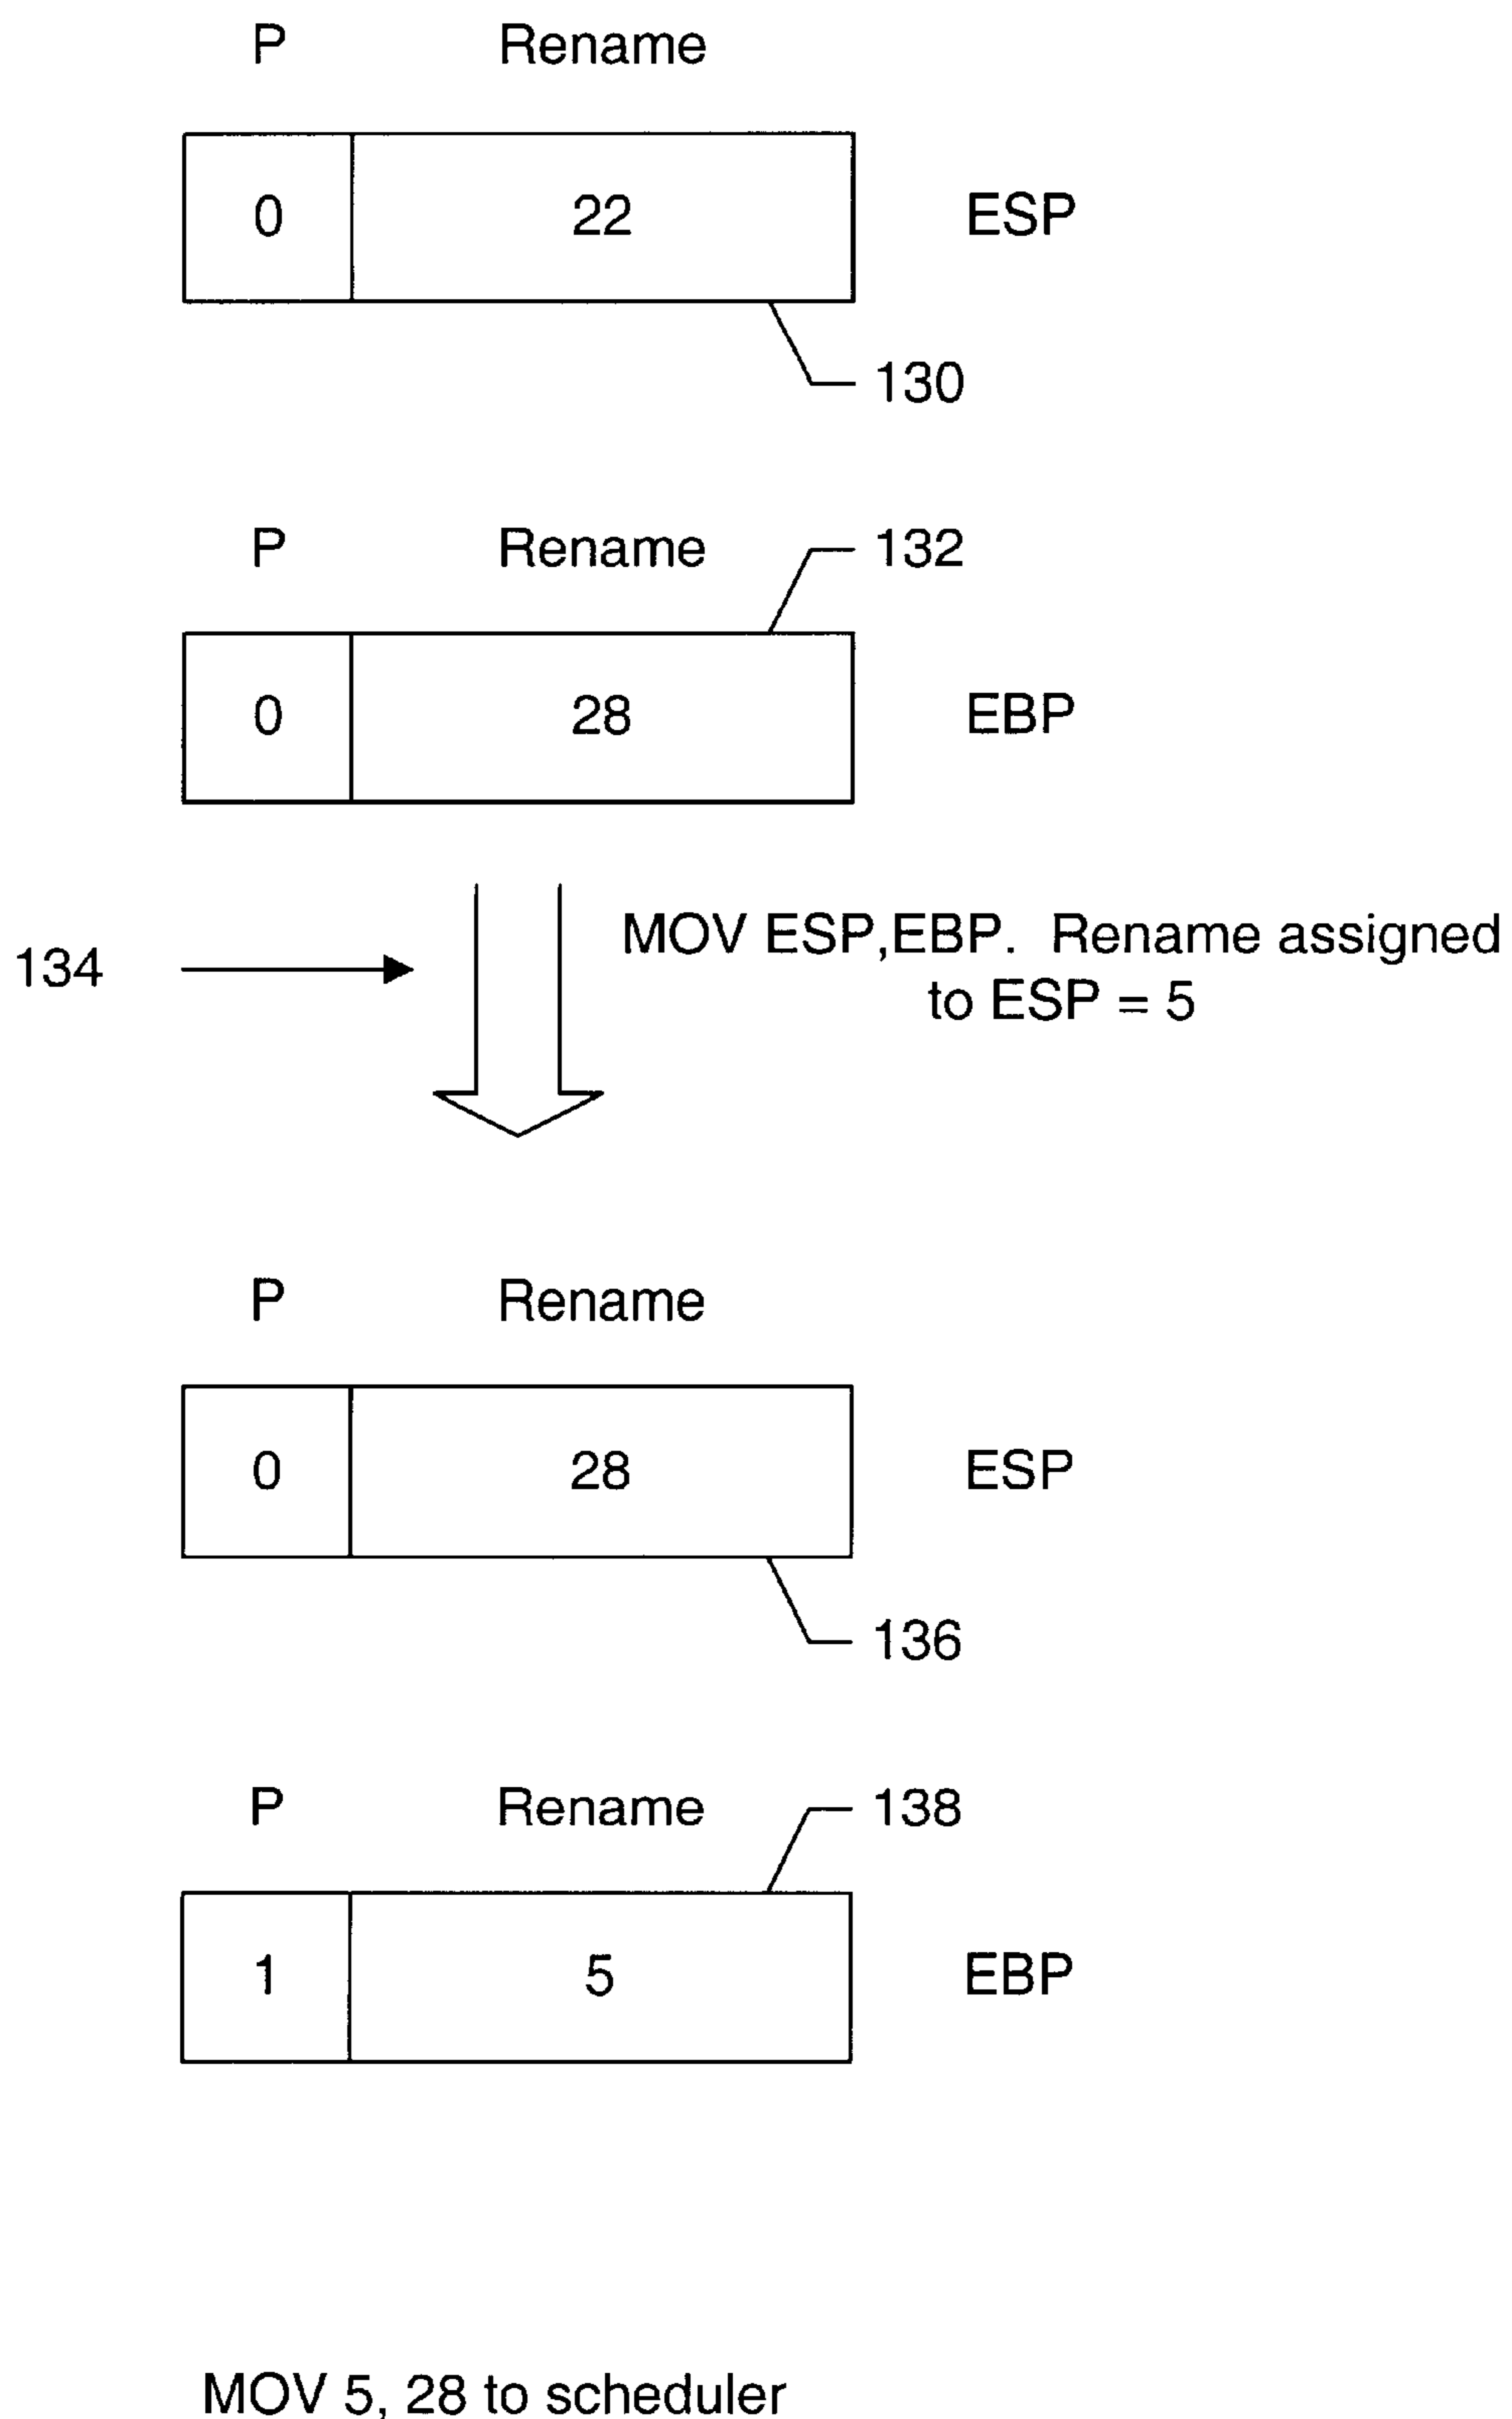 P Rename
0 22 ESP
130
P Rename 132
0 28 EBP
MOV ESP,EBP. Rename assigned
134
to ESP = 5
P Rename
0 28 ESP
136
P Rename 138
1 5 EBP
MOV 5, 28 to scheduler